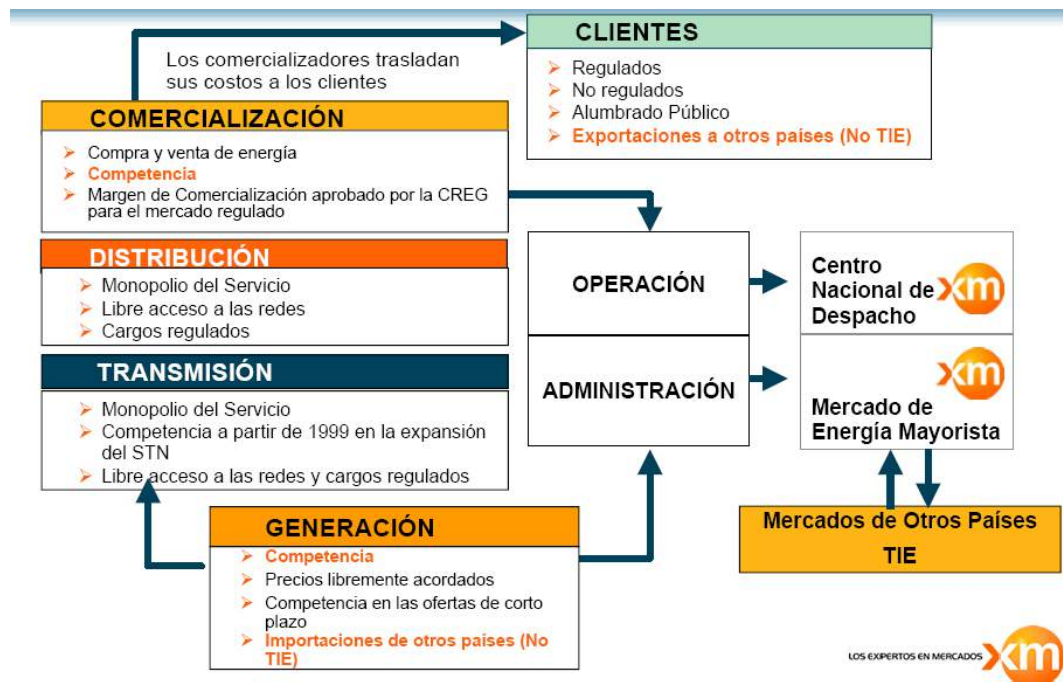 CLIENTES
Regulados
No regulados
Alumbrado Público
Exportaciones a otros países (No TIE)
Los comercializadores trasladan
sus costos a los clientes
COMERCIALIZACIÓN
Compra y venta de energía
Competencia
Margen de Comercialización aprobado por la CREG
para el mercado regulado
DISTRIBUCIÓN
Monopolio del Servicio
Libre acceso a las redes
Cargos regulados
TRANSMISIÓN
Monopolio del Servicio
Competencia a partir de 1999 en la expansión
del STN
Libre acceso a las redes y cargos regulados
GENERACIÓN
Competencia
Precios libremente acordados
Competencia en las ofertas de corto
plazo
Importaciones de otros países (No
TIE)
OPERACIÓN
ADMINISTRACIÓN
Centro
Nacional de
Despacho
xm
xm
Mercado de
Energía Mayorista
Mercados de Otros Países
TIE
LOS EXPERTOS EN MERCADOS
xm